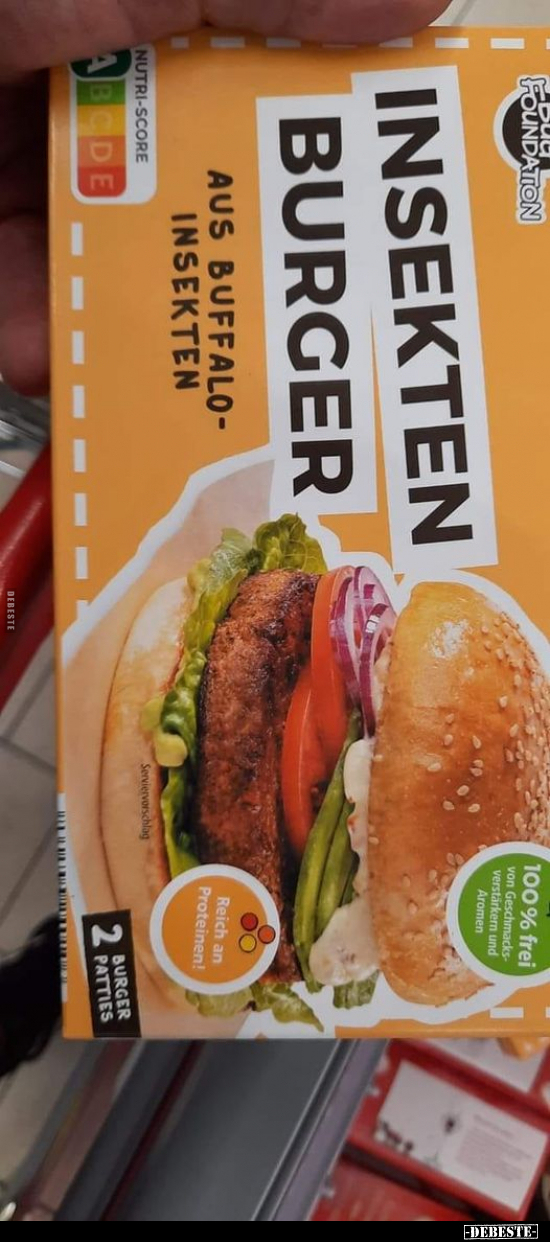 Bug
FOUNDATION
INSEKTEN
BURGER
AUS BUFFALO-
INSEKTEN
NUTRI-SCORE
A B C D E
100% frei
von Geschmacks-
verstärkern und
Aromen
Reich an
Proteinen!
Serviervorschlag
2 BURGER
PATTIES
DEBESTE
-DEBESTE-